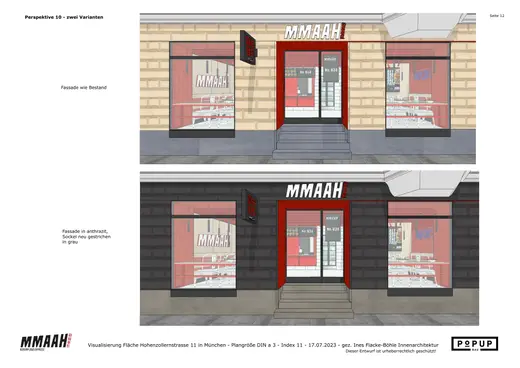 Perspektive 10 - zwei Varianten
Seite 11
MMAAH
MMAAH
Fassade wie Bestand
MMAAH
MMAAH
Fassade in anthrazit,
Sockel neu gestrichen
in grau
MMAAH
Visualisierung Fläche Hohenzollernstrasse 11 in München - Plangröße DIN a 3 - Index 11 - 17.07.2023 - gez. Ines Flacke-Böhle Innenarchitektur
Dieser Entwurf ist urheberrechtlich geschützt!
POPUP